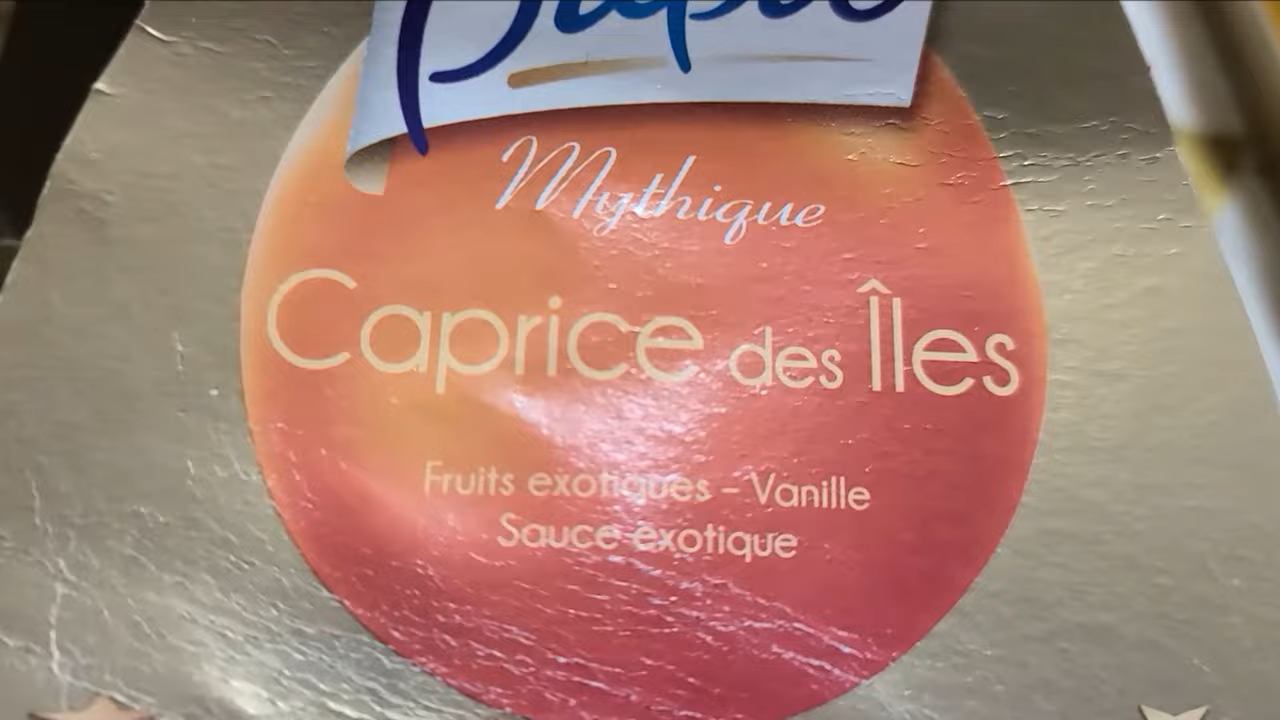 Mythique
Caprice des Îles
Fruits exotiques – Vanille
Sauce exotique